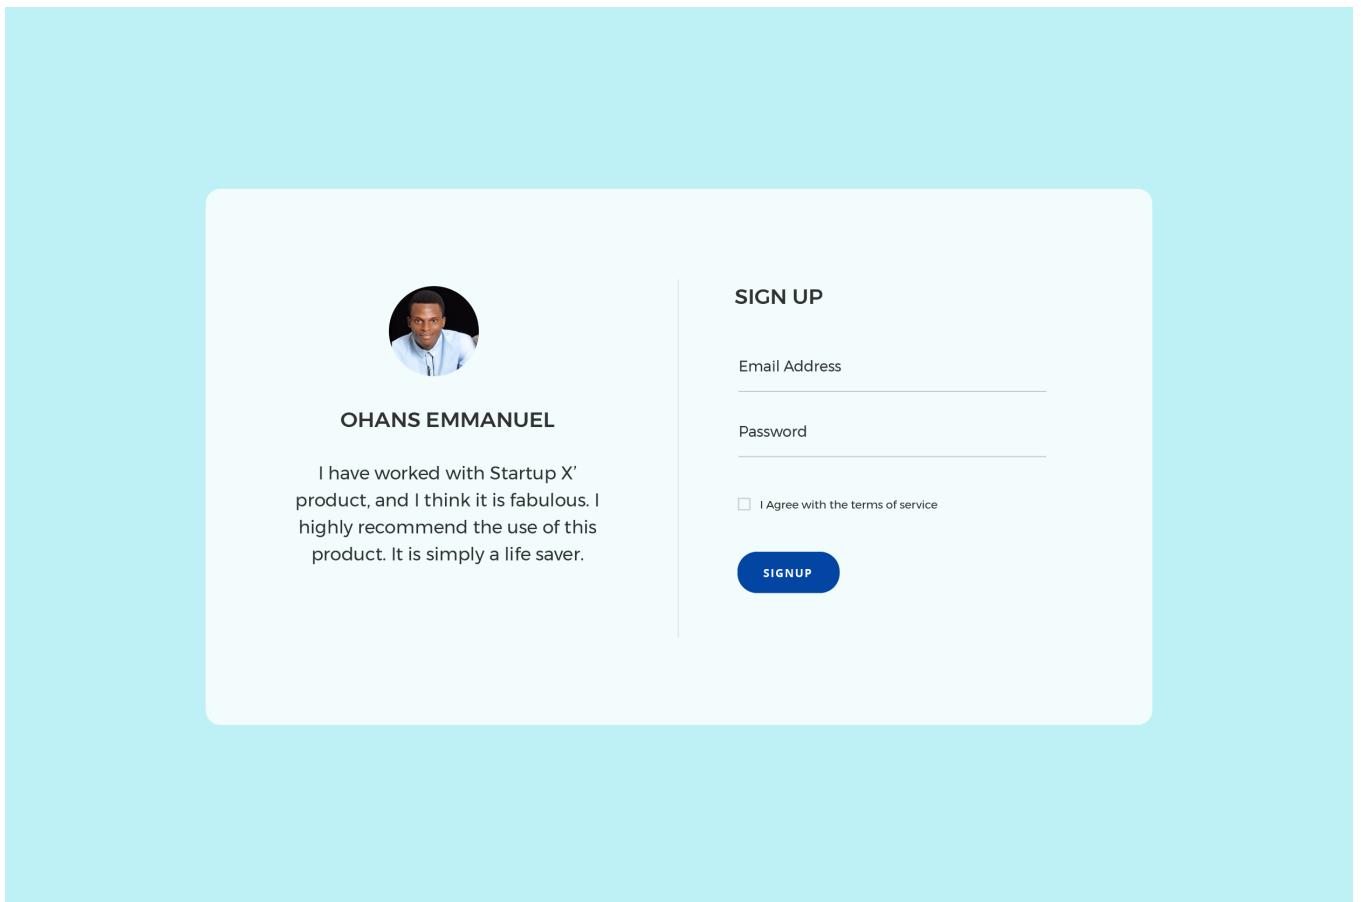 OHANS EMMANUEL
I have worked with Startup X’
product, and I think it is fabulous. I
highly recommend the use of this
product. It is simply a life saver.
SIGN UP
Email Address
Password
I Agree with the terms of service
SIGNUP